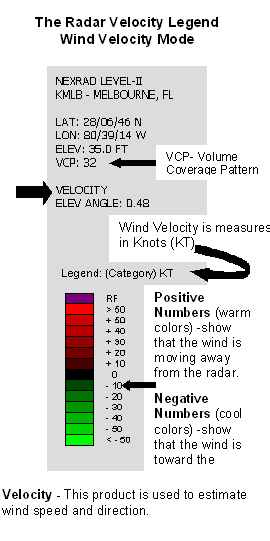 The Radar Velocity Legend
Wind Velocity Mode
NEXRAD LEVEL-II
KMLB - MELBOURNE, FL
LAT: 28/06/46 N
LON: 80/39/14 W
ELEV: 35.0 FT
VCP: 32
VCP- Volume
Coverage Pattern
VELOCITY
ELEV ANGLE: 0.48
Wind Velocity is measures
in Knots (KT)
Legend: (Category) KT
RF
> 50
+ 50
+ 40
+ 30
+ 20
+ 10
0
- 10
- 20
- 30
- 40
- 50
< -50
Positive
Numbers (warm
colors) -show
that the wind is
moving away
from the radar.
Negative
Numbers (cool
colors) -show
that the wind is
toward the
Velocity - This product is used to estimate
wind speed and direction.